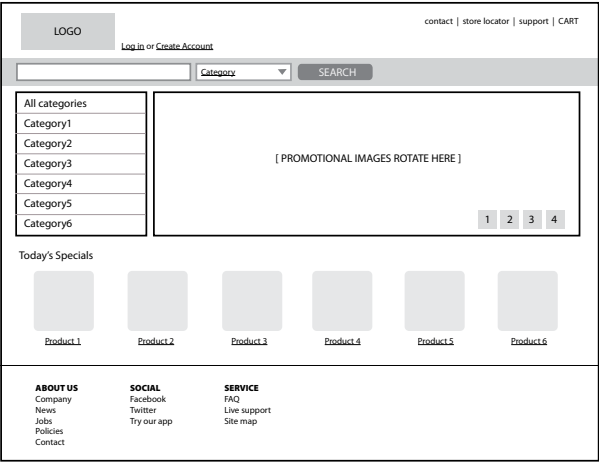 LOGO
contact | store locator | support | CART
Log in or Create Account
Category
SEARCH
All categories
Category1
Category2
Category3
Category4
Category5
Category6
[ PROMOTIONAL IMAGES ROTATE HERE ]
1 2 3 4
Today's Specials
Product 1 Product 2 Product 3 Product 4 Product 5 Product 6
ABOUT US
Company
News
Jobs
Policies
Contact
SOCIAL
Facebook
Twitter
Try our app
SERVICE
FAQ
Live support
Site map